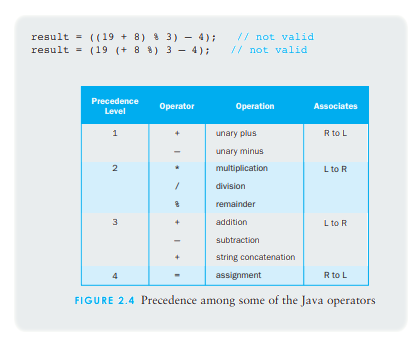 result = ((19 + 8) % 3) – 4);   // not valid
result = (19 (+ 8 %) 3 – 4);   // not valid
Precedence Level Operator Operation Associates
1 + unary plus R to L
– unary minus
2 * multiplication L to R
/ division
% remainder
3 + addition L to R
– subtraction
+ string concatenation
4 = assignment R to L
FIGURE 2.4 Precedence among some of the Java operators